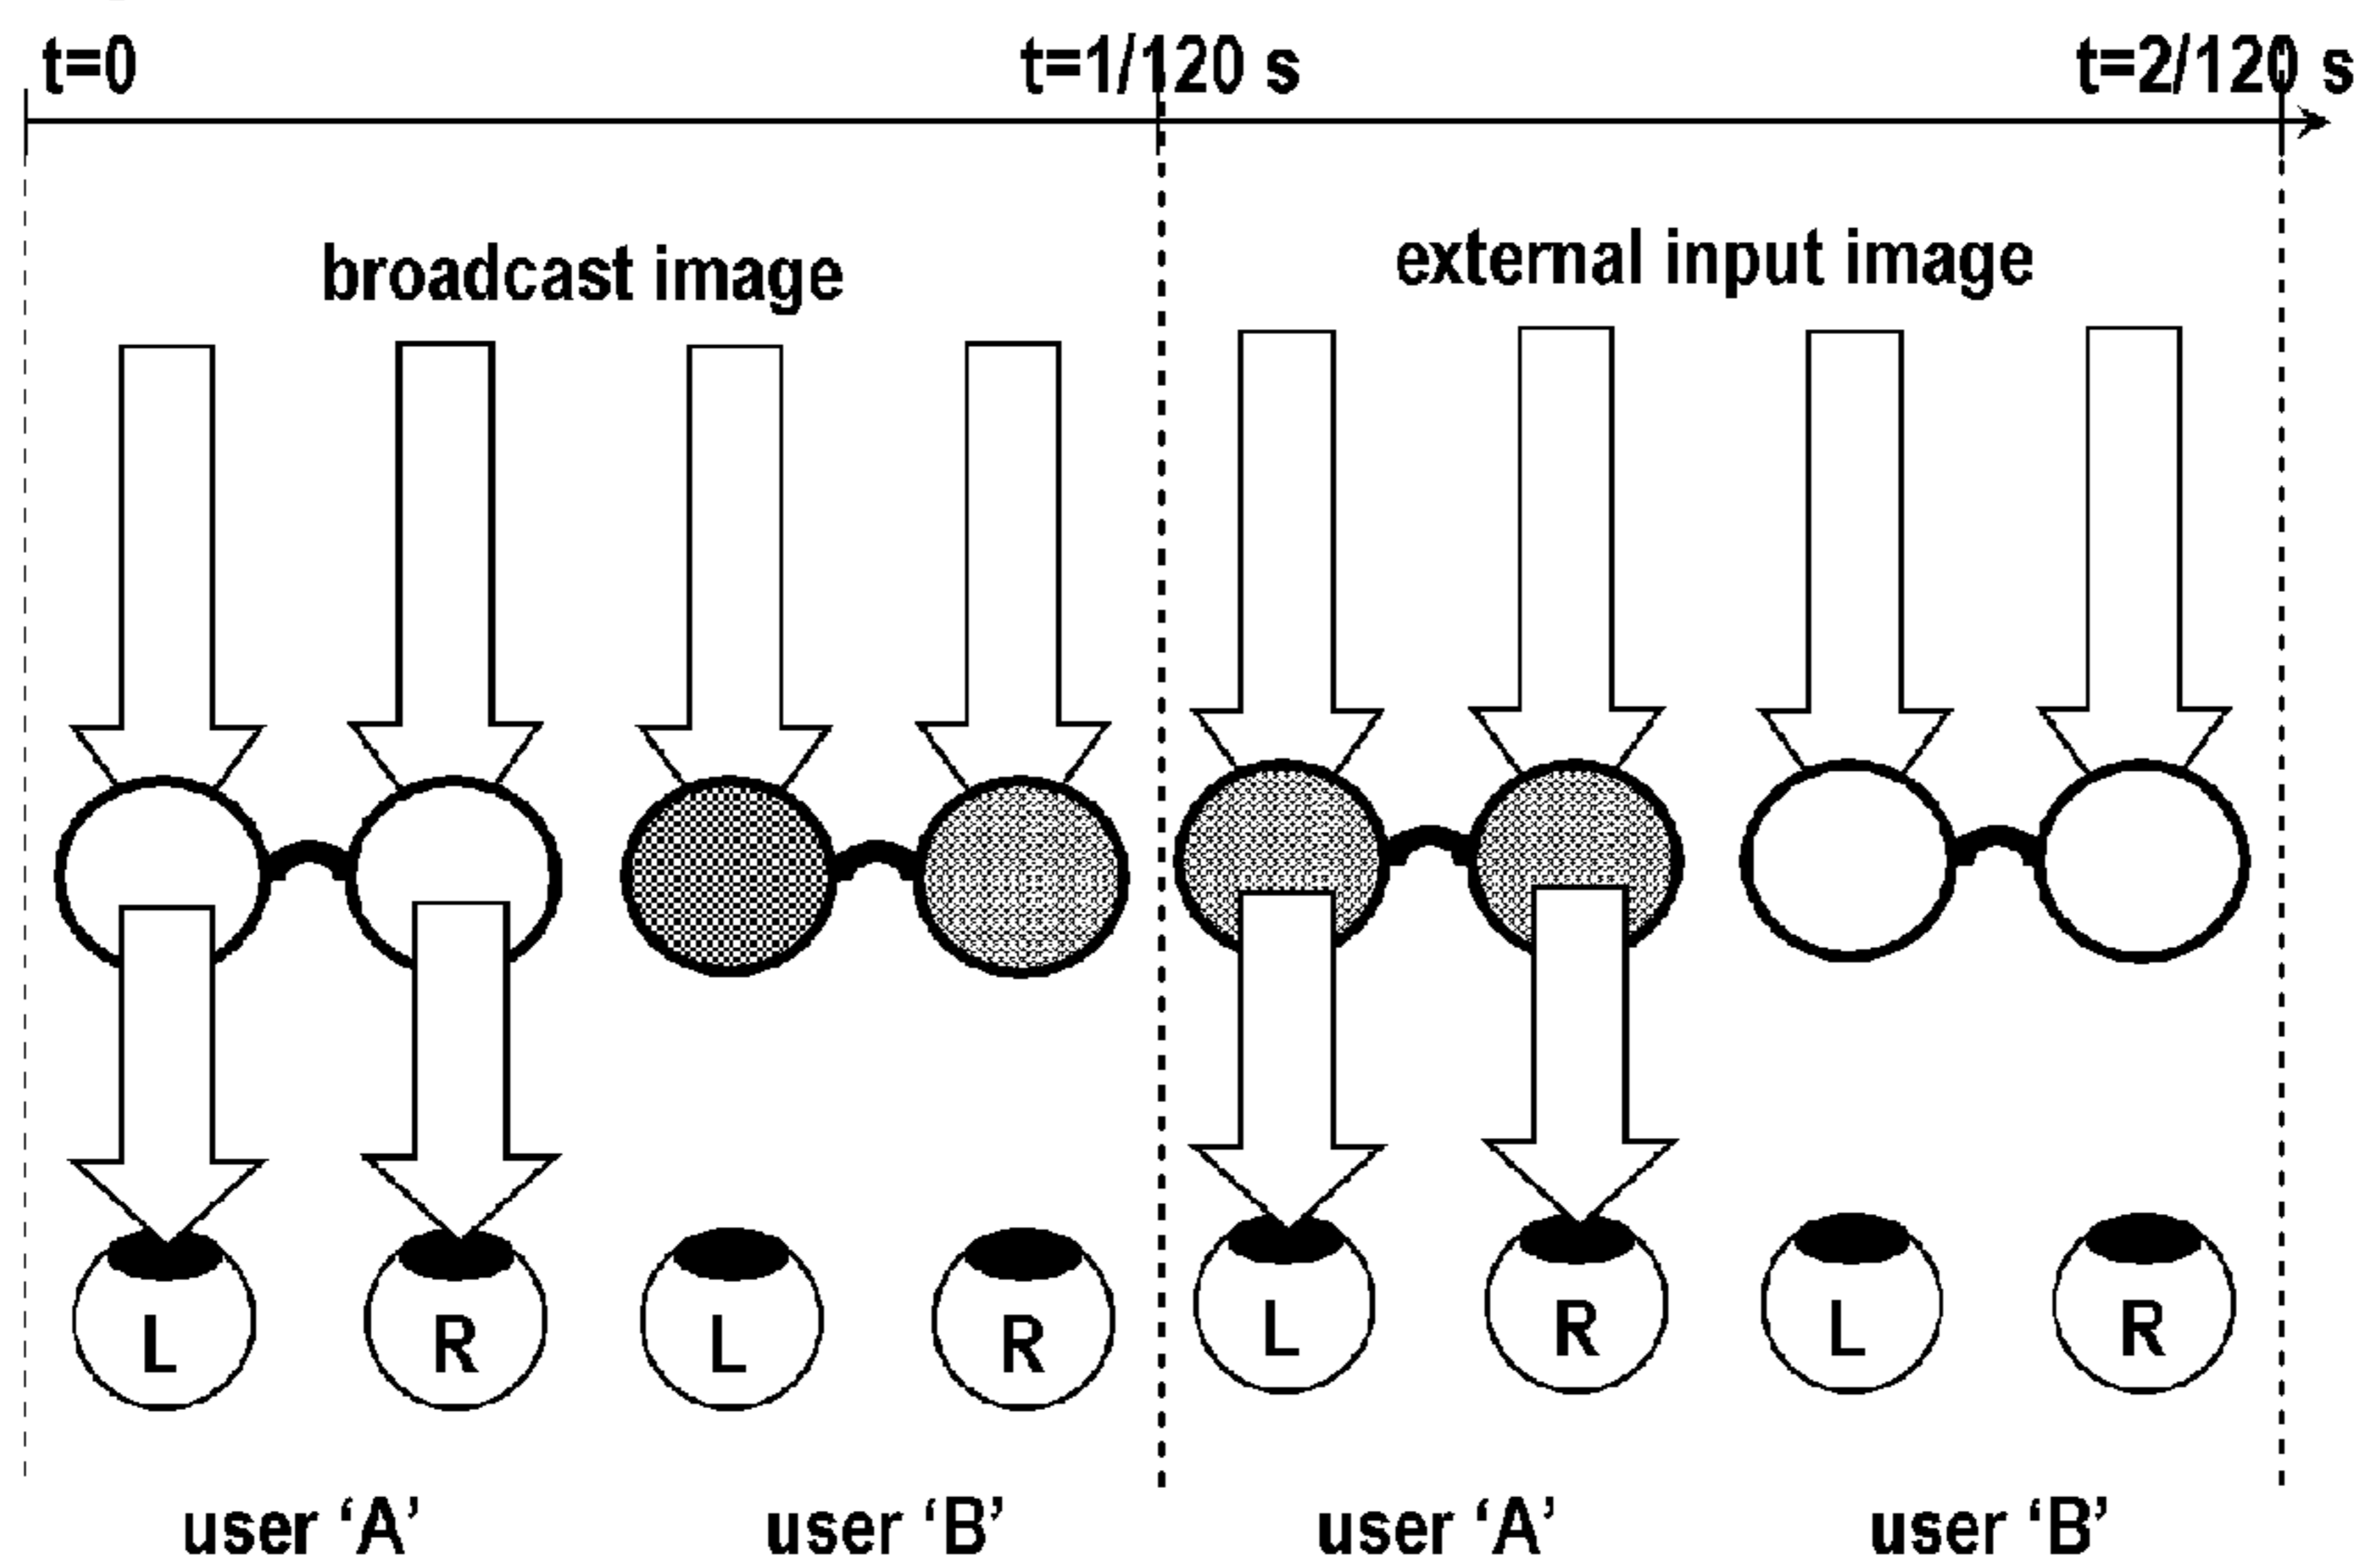 t=0 t=1/120 s t=2/120 s
broadcast image external input image
L R L R L R L R
user ‘A’ user ‘B’ user ‘A’ user ‘B’